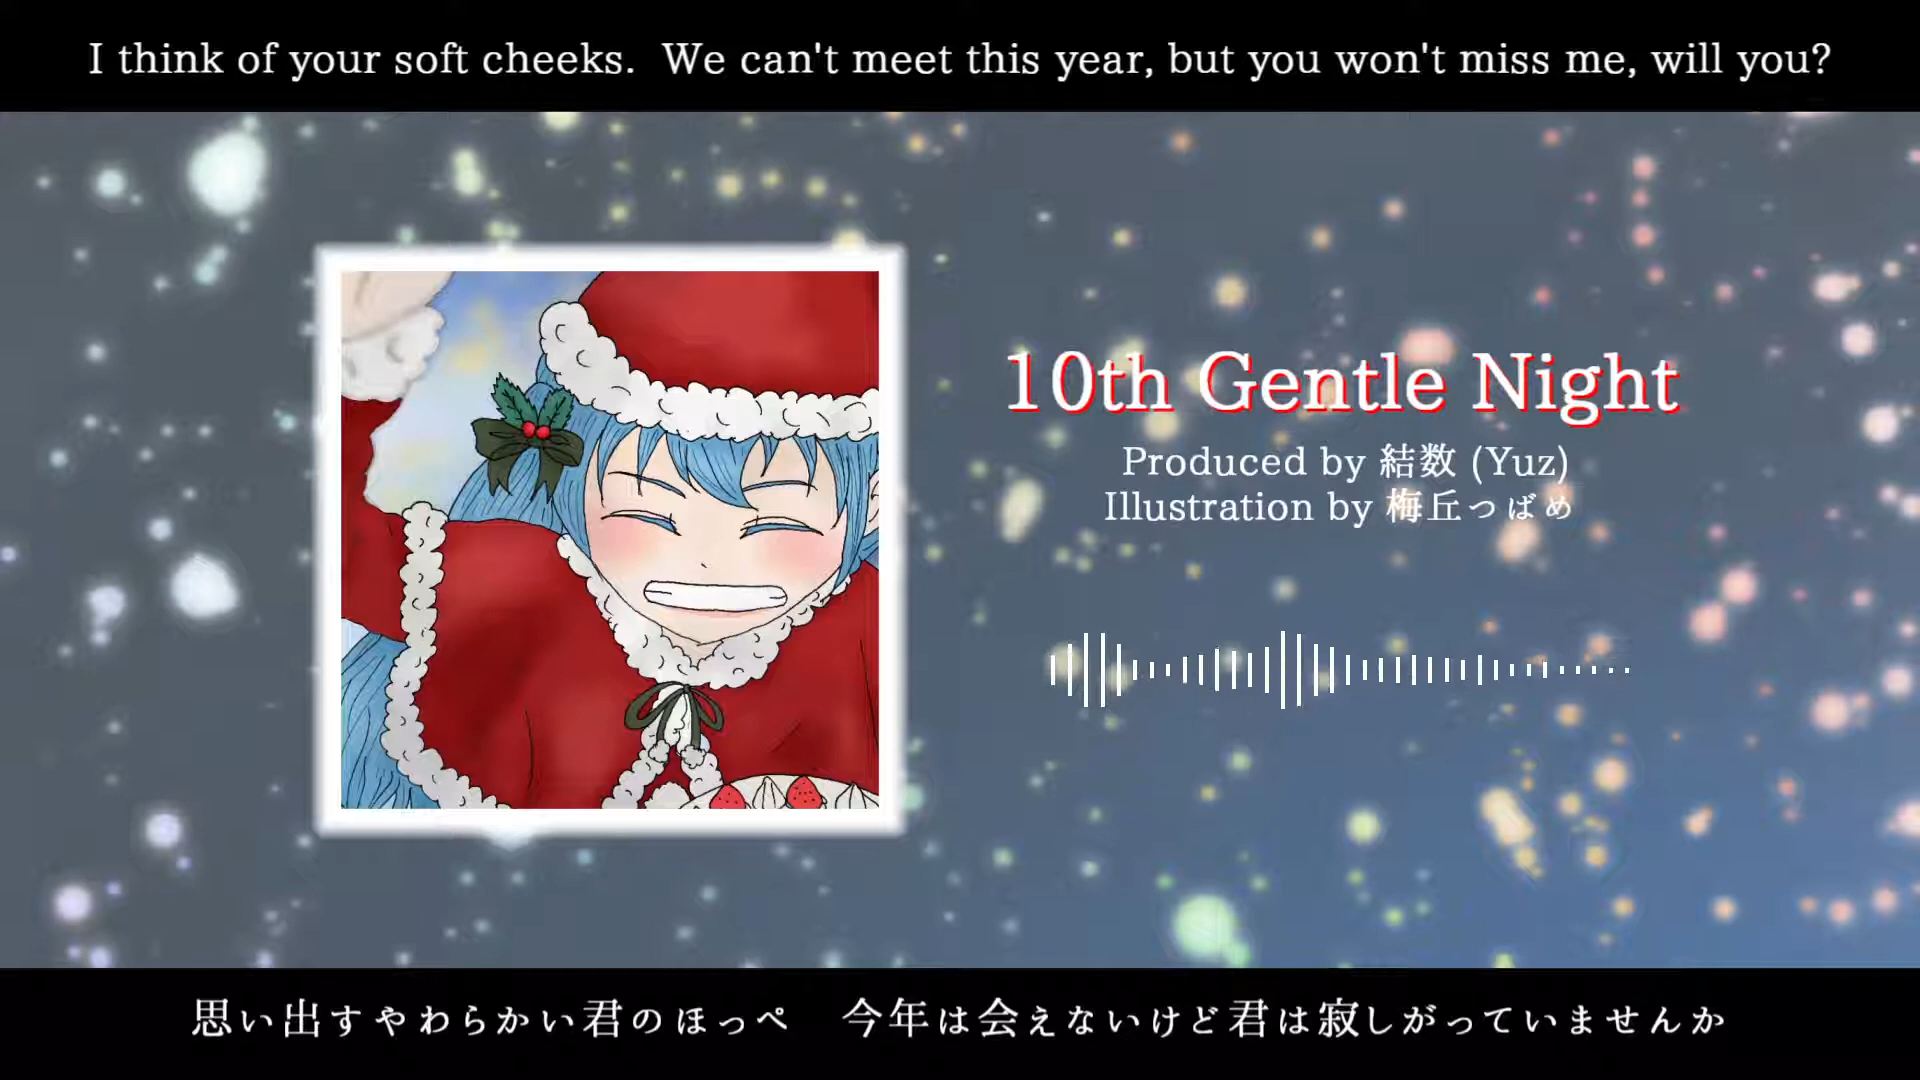 I think of your soft cheeks.  We can't meet this year, but you won't miss me, will you?
10th Gentle Night
Produced by 結数 (Yuz)
Illustration by 梅丘つばめ
思い出すやわらかい君のほっぺ　今年は会えないけど君は寂しがっていませんか